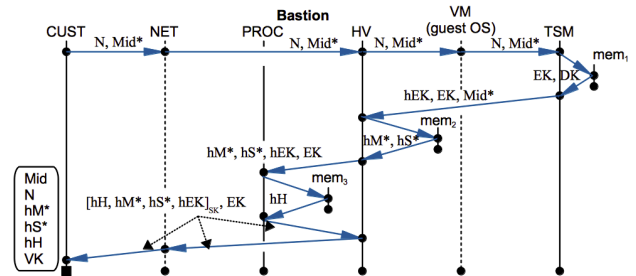 Bastion
CUST NET PROC HV VM (guest OS) TSM
N, Mid* N, Mid* N, Mid* N, Mid* mem1
EK, DK
hEK, EK, Mid*
mem2
hM*, hS*
hM*, hS*, hEK, EK
mem3
Mid
N
hM*
hS*
hH
VK
[hH, hM*, hS*, hEK]SK, EK
hH